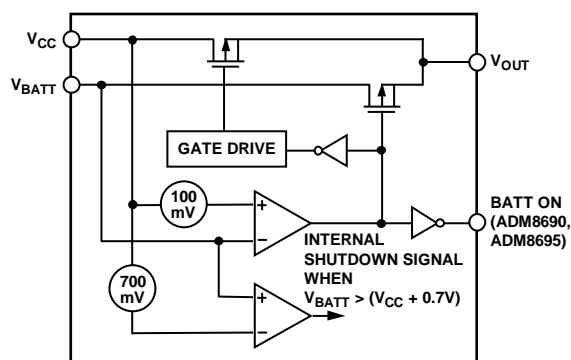 VCC
VBATT
VOUT
GATE DRIVE
100
mV
+
−
BATT ON
(ADM8690,
ADM8695)
INTERNAL
SHUTDOWN SIGNAL
WHEN
VBATT > (VCC + 0.7V)
700
mV
+
−